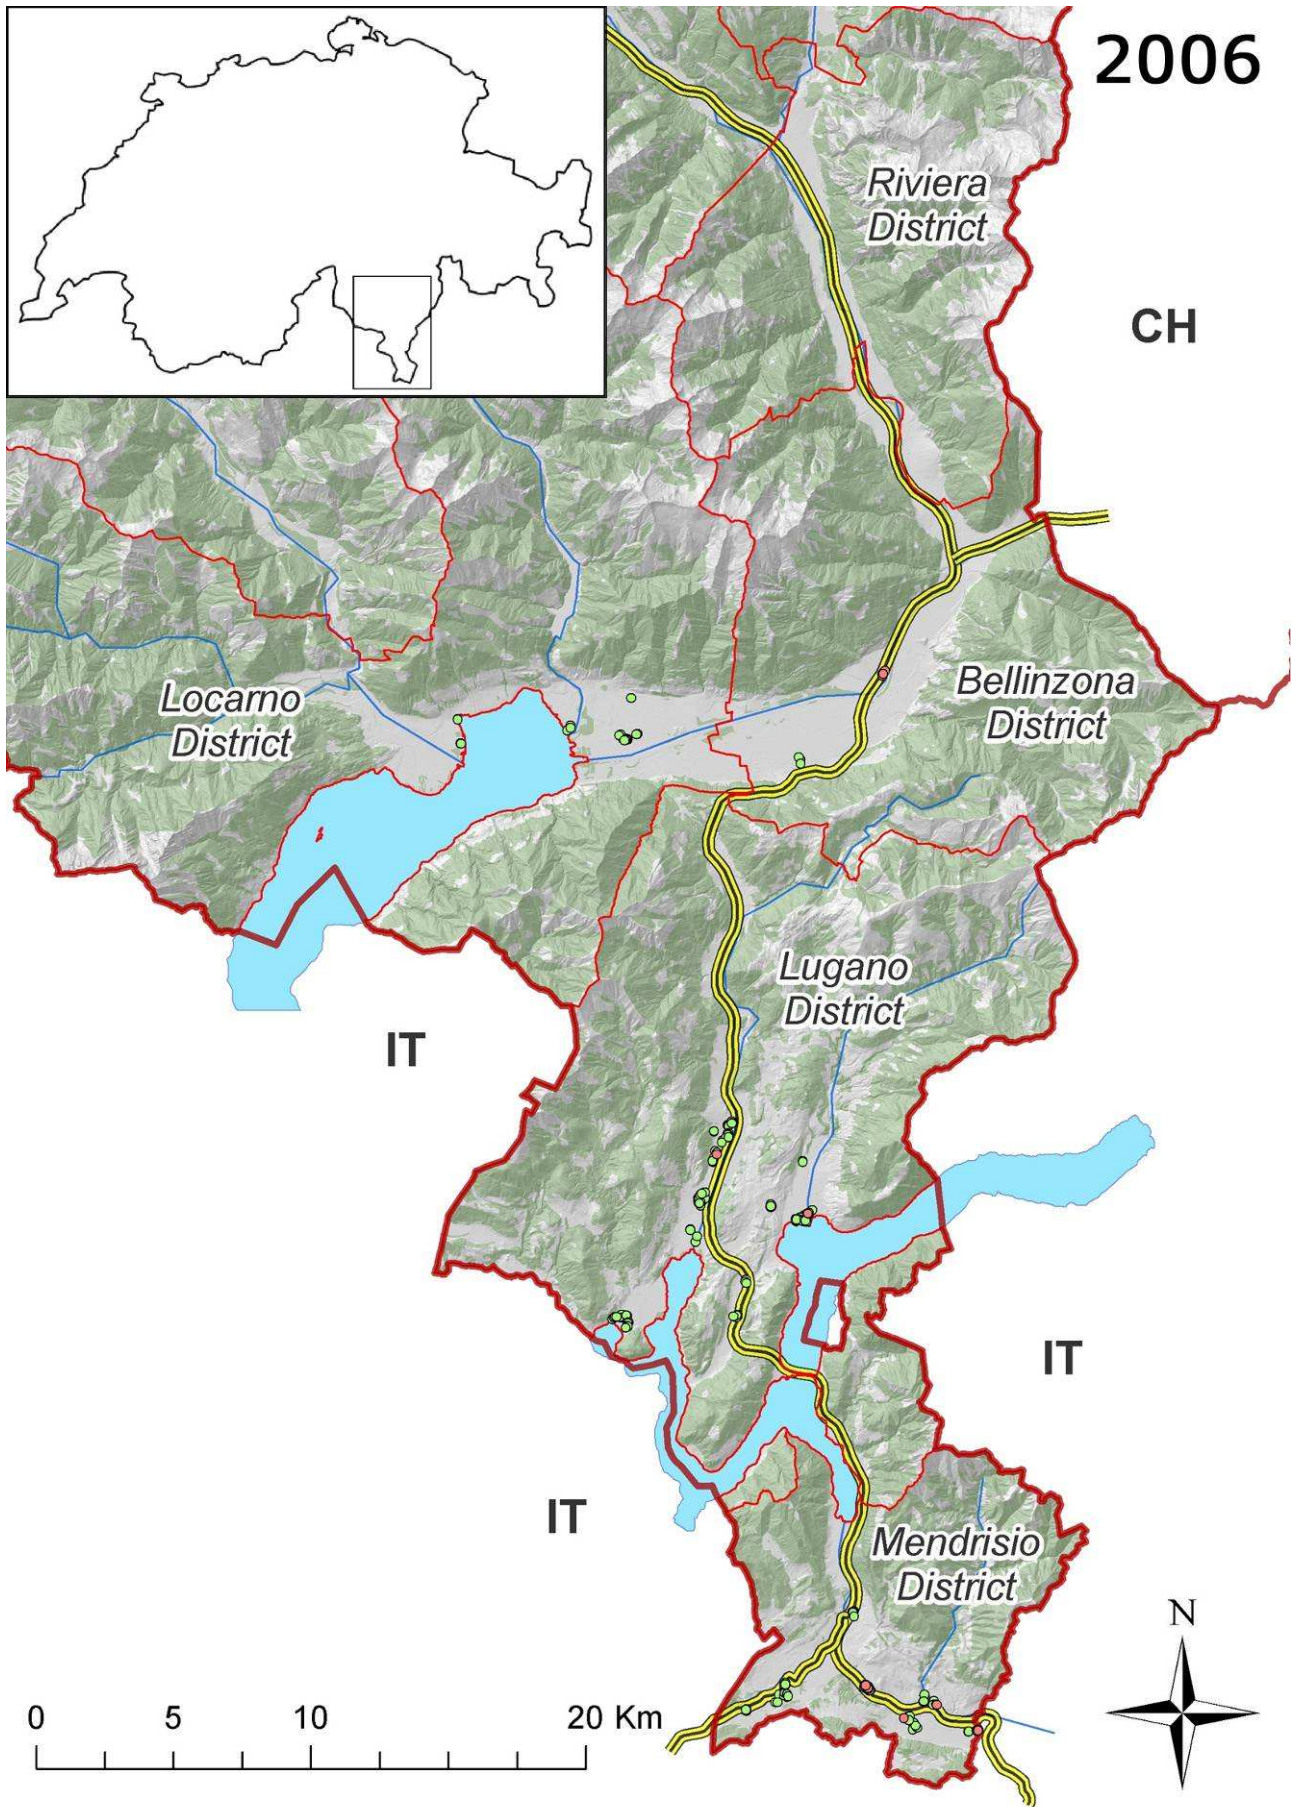 2006
Riviera
District
CH
Locarno
District
Bellinzona
District
Lugano
District
IT
IT
IT
Mendrisio
District
N
0 5 10 20 Km